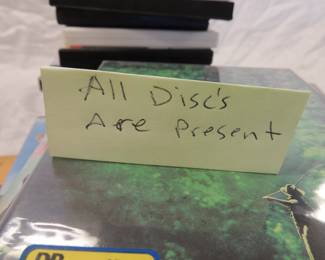 All Disc's
Are Present